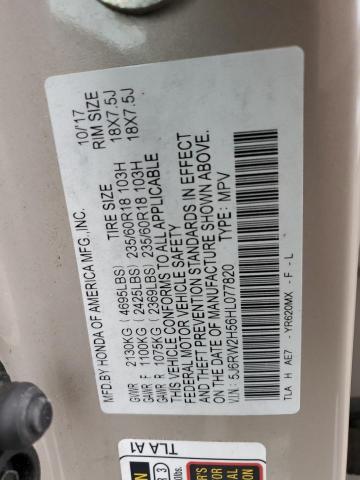 MFD.BY HONDA OF AMERICA MFG.,INC. 10/17
TIRE SIZE RIM SIZE
GVWR 2130KG (4695LBS)
GAWR F 1100KG (2425LBS) 235/60R18 103H 18X7.5J
GAWR R 1075KG (2369LBS) 235/60R18 103H 18X7.5J
THIS VEHICLE CONFORMS TO ALL APPLICABLE
FEDERAL MOTOR VEHICLE SAFETY STANDARDS IN EFFECT
ON THE DATE OF MANUFACTURE SHOWN ABOVE.
V.I.N.: 5J6RW2H56HL077820 TYPE: MPV
TLA H AE7 - YR620MX - F - L
TLA A1